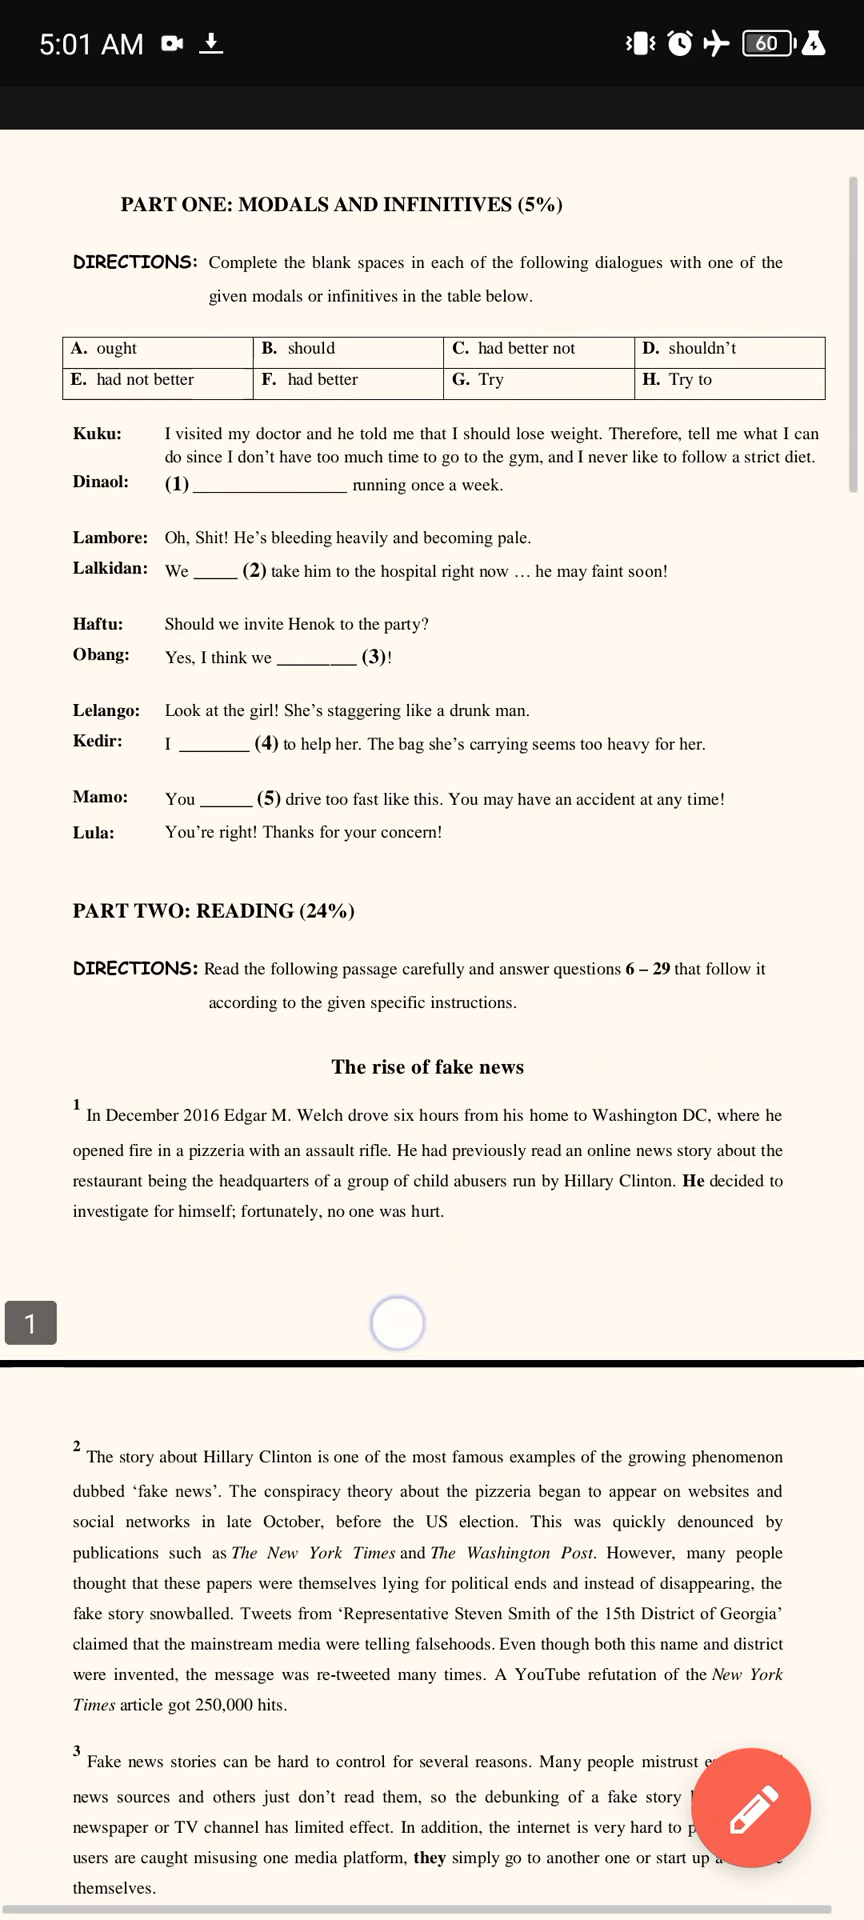 5:01 AM
60
PART ONE: MODALS AND INFINITIVES (5%)
DIRECTIONS: Complete the blank spaces in each of the following dialogues with one of the
given modals or infinitives in the table below.
A. ought B. should C. had better not D. shouldn't
E. had not better F. had better G. Try H. Try to
Kuku: I visited my doctor and he told me that I should lose weight. Therefore, tell me what I can
do since I don't have too much time to go to the gym, and I never like to follow a strict diet.
Dinaol: (1) ________________ running once a week.
Lambore: Oh, Shit! He's bleeding heavily and becoming pale.
Lalkidan: We _____ (2) take him to the hospital right now … he may faint soon!
Haftu: Should we invite Henok to the party?
Obang: Yes, I think we _________ (3)!
Lelango: Look at the girl! She's staggering like a drunk man.
Kedir: I ________ (4) to help her. The bag she's carrying seems too heavy for her.
Mamo: You ______ (5) drive too fast like this. You may have an accident at any time!
Lula: You're right! Thanks for your concern!
PART TWO: READING (24%)
DIRECTIONS: Read the following passage carefully and answer questions 6 – 29 that follow it
according to the given specific instructions.
The rise of fake news
1 In December 2016 Edgar M. Welch drove six hours from his home to Washington DC, where he
opened fire in a pizzeria with an assault rifle. He had previously read an online news story about the
restaurant being the headquarters of a group of child abusers run by Hillary Clinton. He decided to
investigate for himself; fortunately, no one was hurt.
1
2 The story about Hillary Clinton is one of the most famous examples of the growing phenomenon
dubbed 'fake news'. The conspiracy theory about the pizzeria began to appear on websites and
social networks in late October, before the US election. This was quickly denounced by
publications such as The New York Times and The Washington Post. However, many people
thought that these papers were themselves lying for political ends and instead of disappearing, the
fake story snowballed. Tweets from 'Representative Steven Smith of the 15th District of Georgia'
claimed that the mainstream media were telling falsehoods. Even though both this name and district
were invented, the message was re-tweeted many times. A YouTube refutation of the New York
Times article got 250,000 hits.
3 Fake news stories can be hard to control for several reasons. Many people mistrust
news sources and others just don't read them, so the debunking of a fake story
newspaper or TV channel has limited effect. In addition, the internet is very hard to
users are caught misusing one media platform, they simply go to another one or start up
themselves.